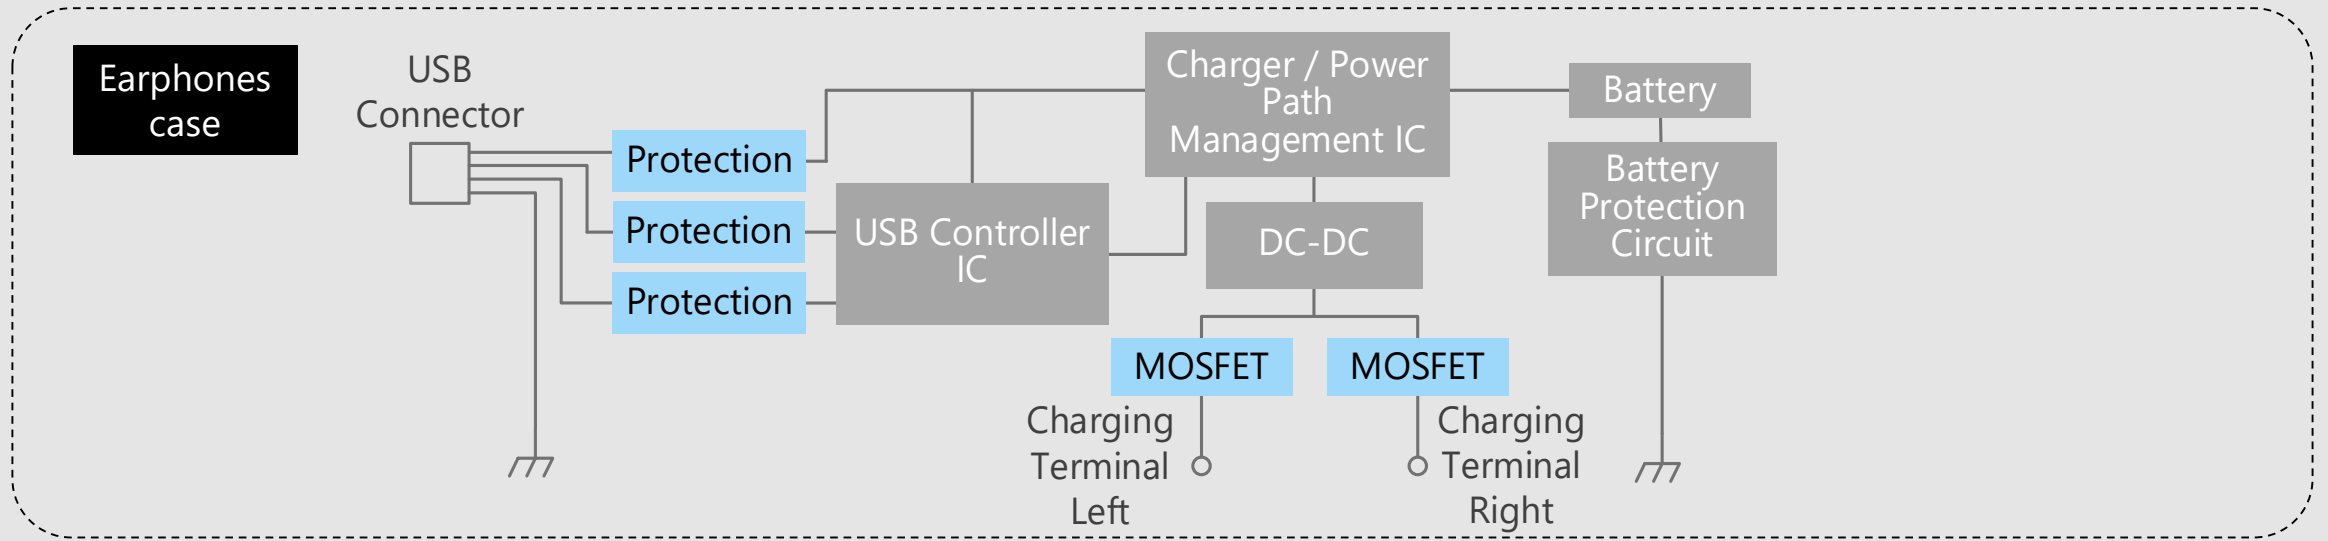 Earphones
case
USB
Connector
Protection
Protection
Protection
USB Controller
IC
Charger / Power
Path
Management IC
DC-DC
MOSFET
MOSFET
Charging
Terminal
Left
Charging
Terminal
Right
Battery
Battery
Protection
Circuit